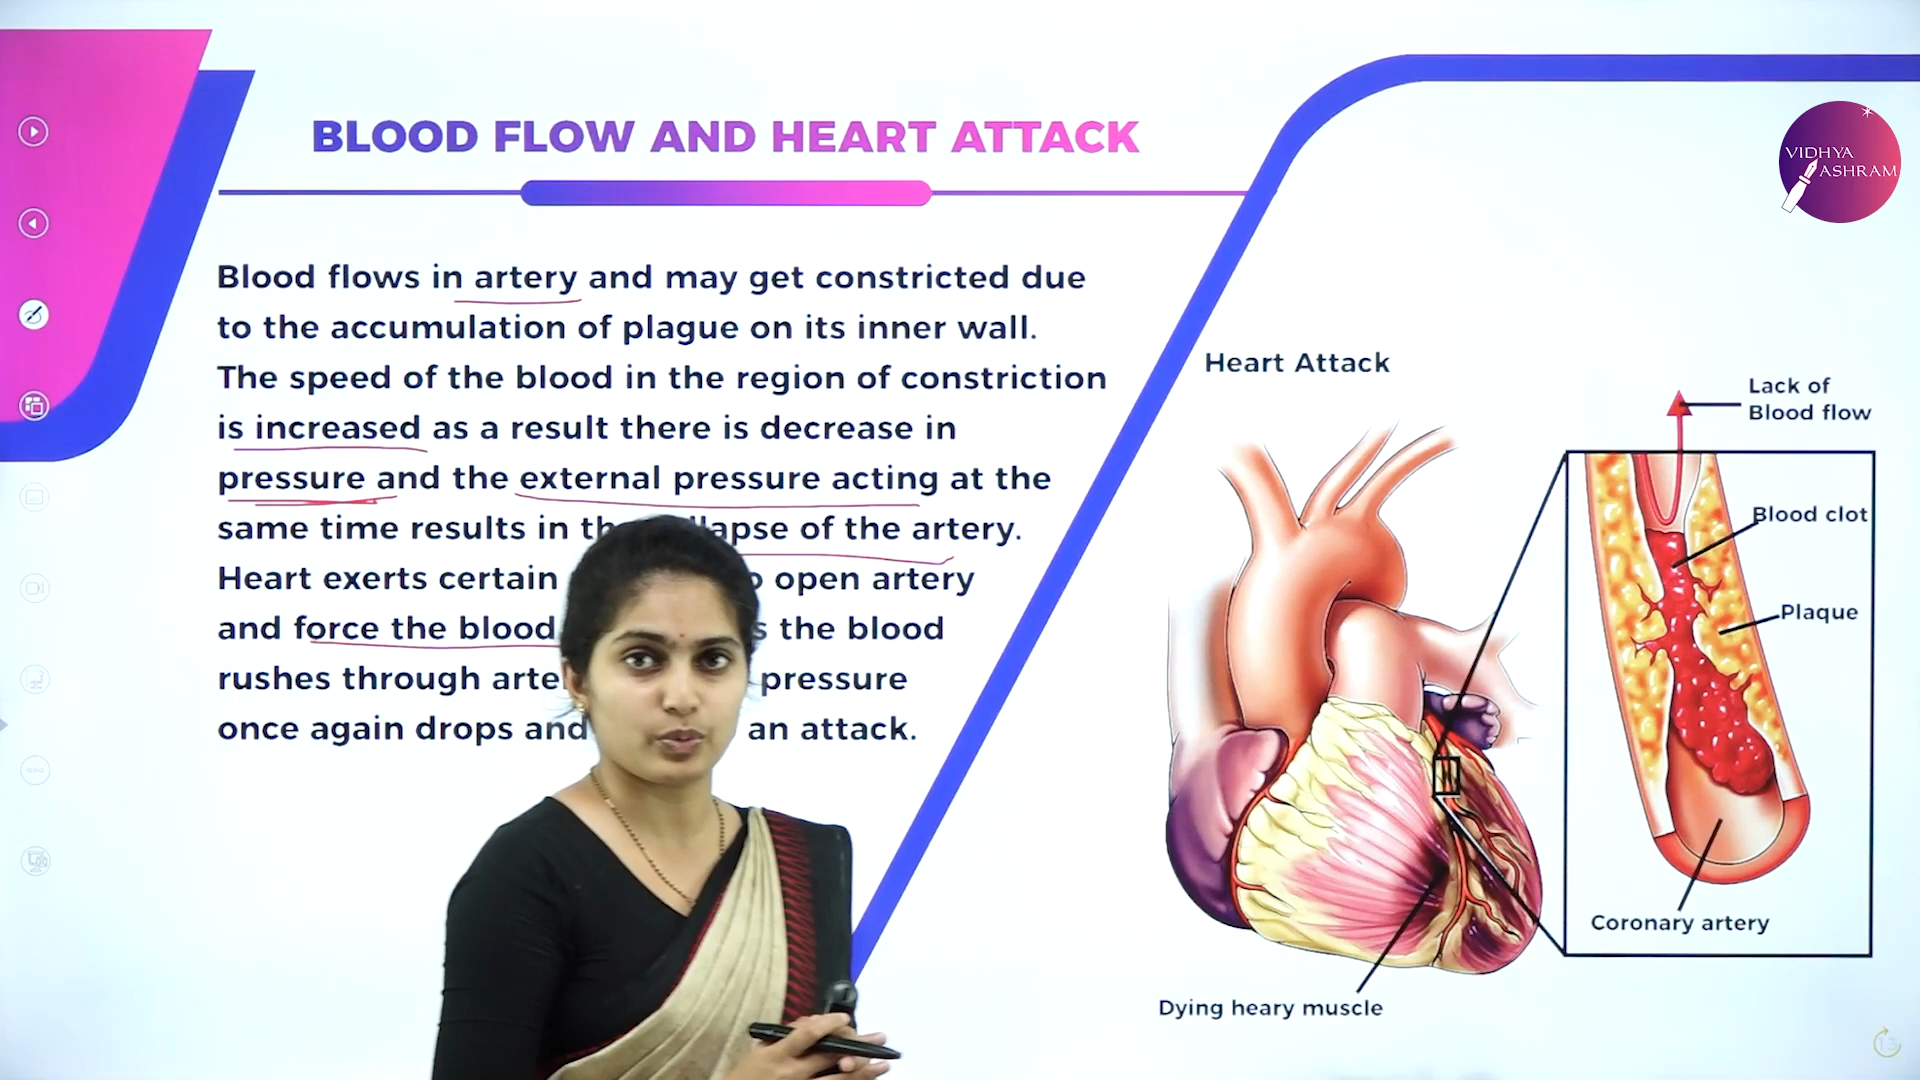 BLOOD FLOW AND HEART ATTACK
VIDHYA
ASHRAM
Blood flows in artery and may get constricted due
to the accumulation of plague on its inner wall.
The speed of the blood in the region of constriction
is increased as a result there is decrease in
pressure and the external pressure acting at the
same time results in of the artery.
Heart exerts certain open artery
and force the blood the blood
rushes through pressure
once again drops and an attack.
Heart Attack
Lack of
Blood flow
Blood clot
Plaque
Coronary artery
Dying heary muscle
13